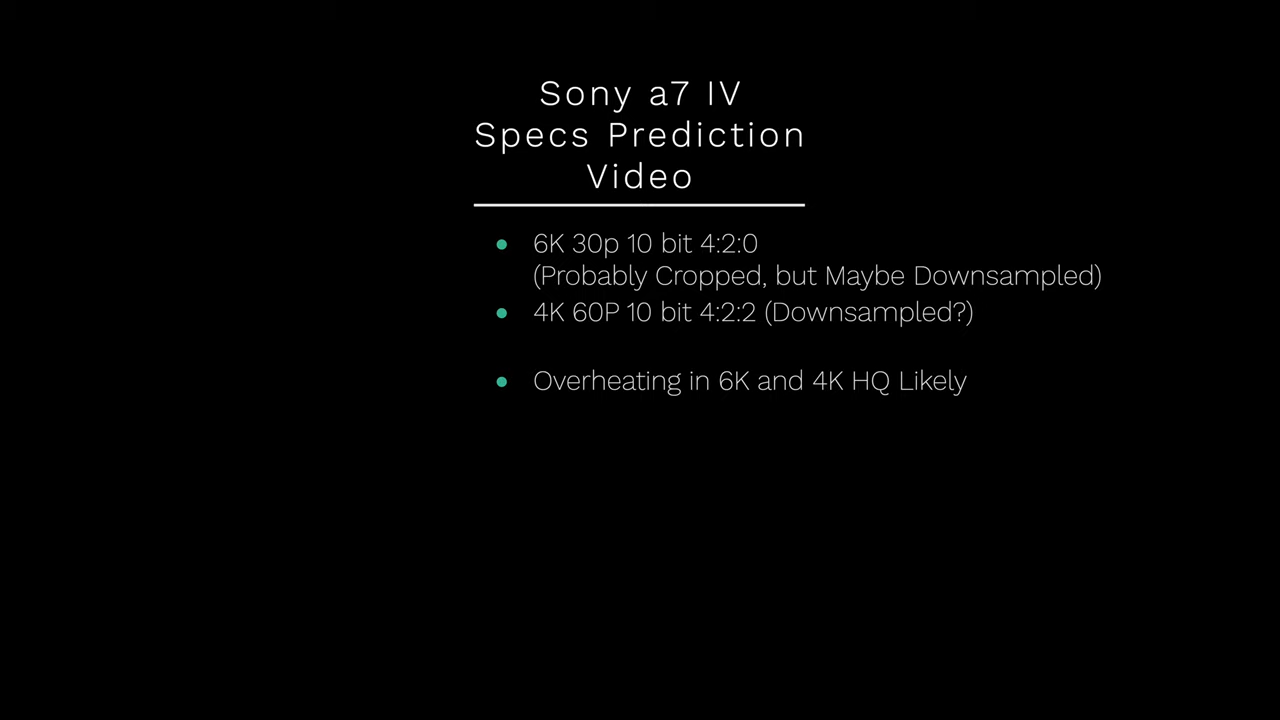 Sony a7 IV
Specs Prediction
Video
• 6K 30p 10 bit 4:2:0
(Probably Cropped, but Maybe Downsampled)
• 4K 60P 10 bit 4:2:2 (Downsampled?)
• Overheating in 6K and 4K HQ Likely